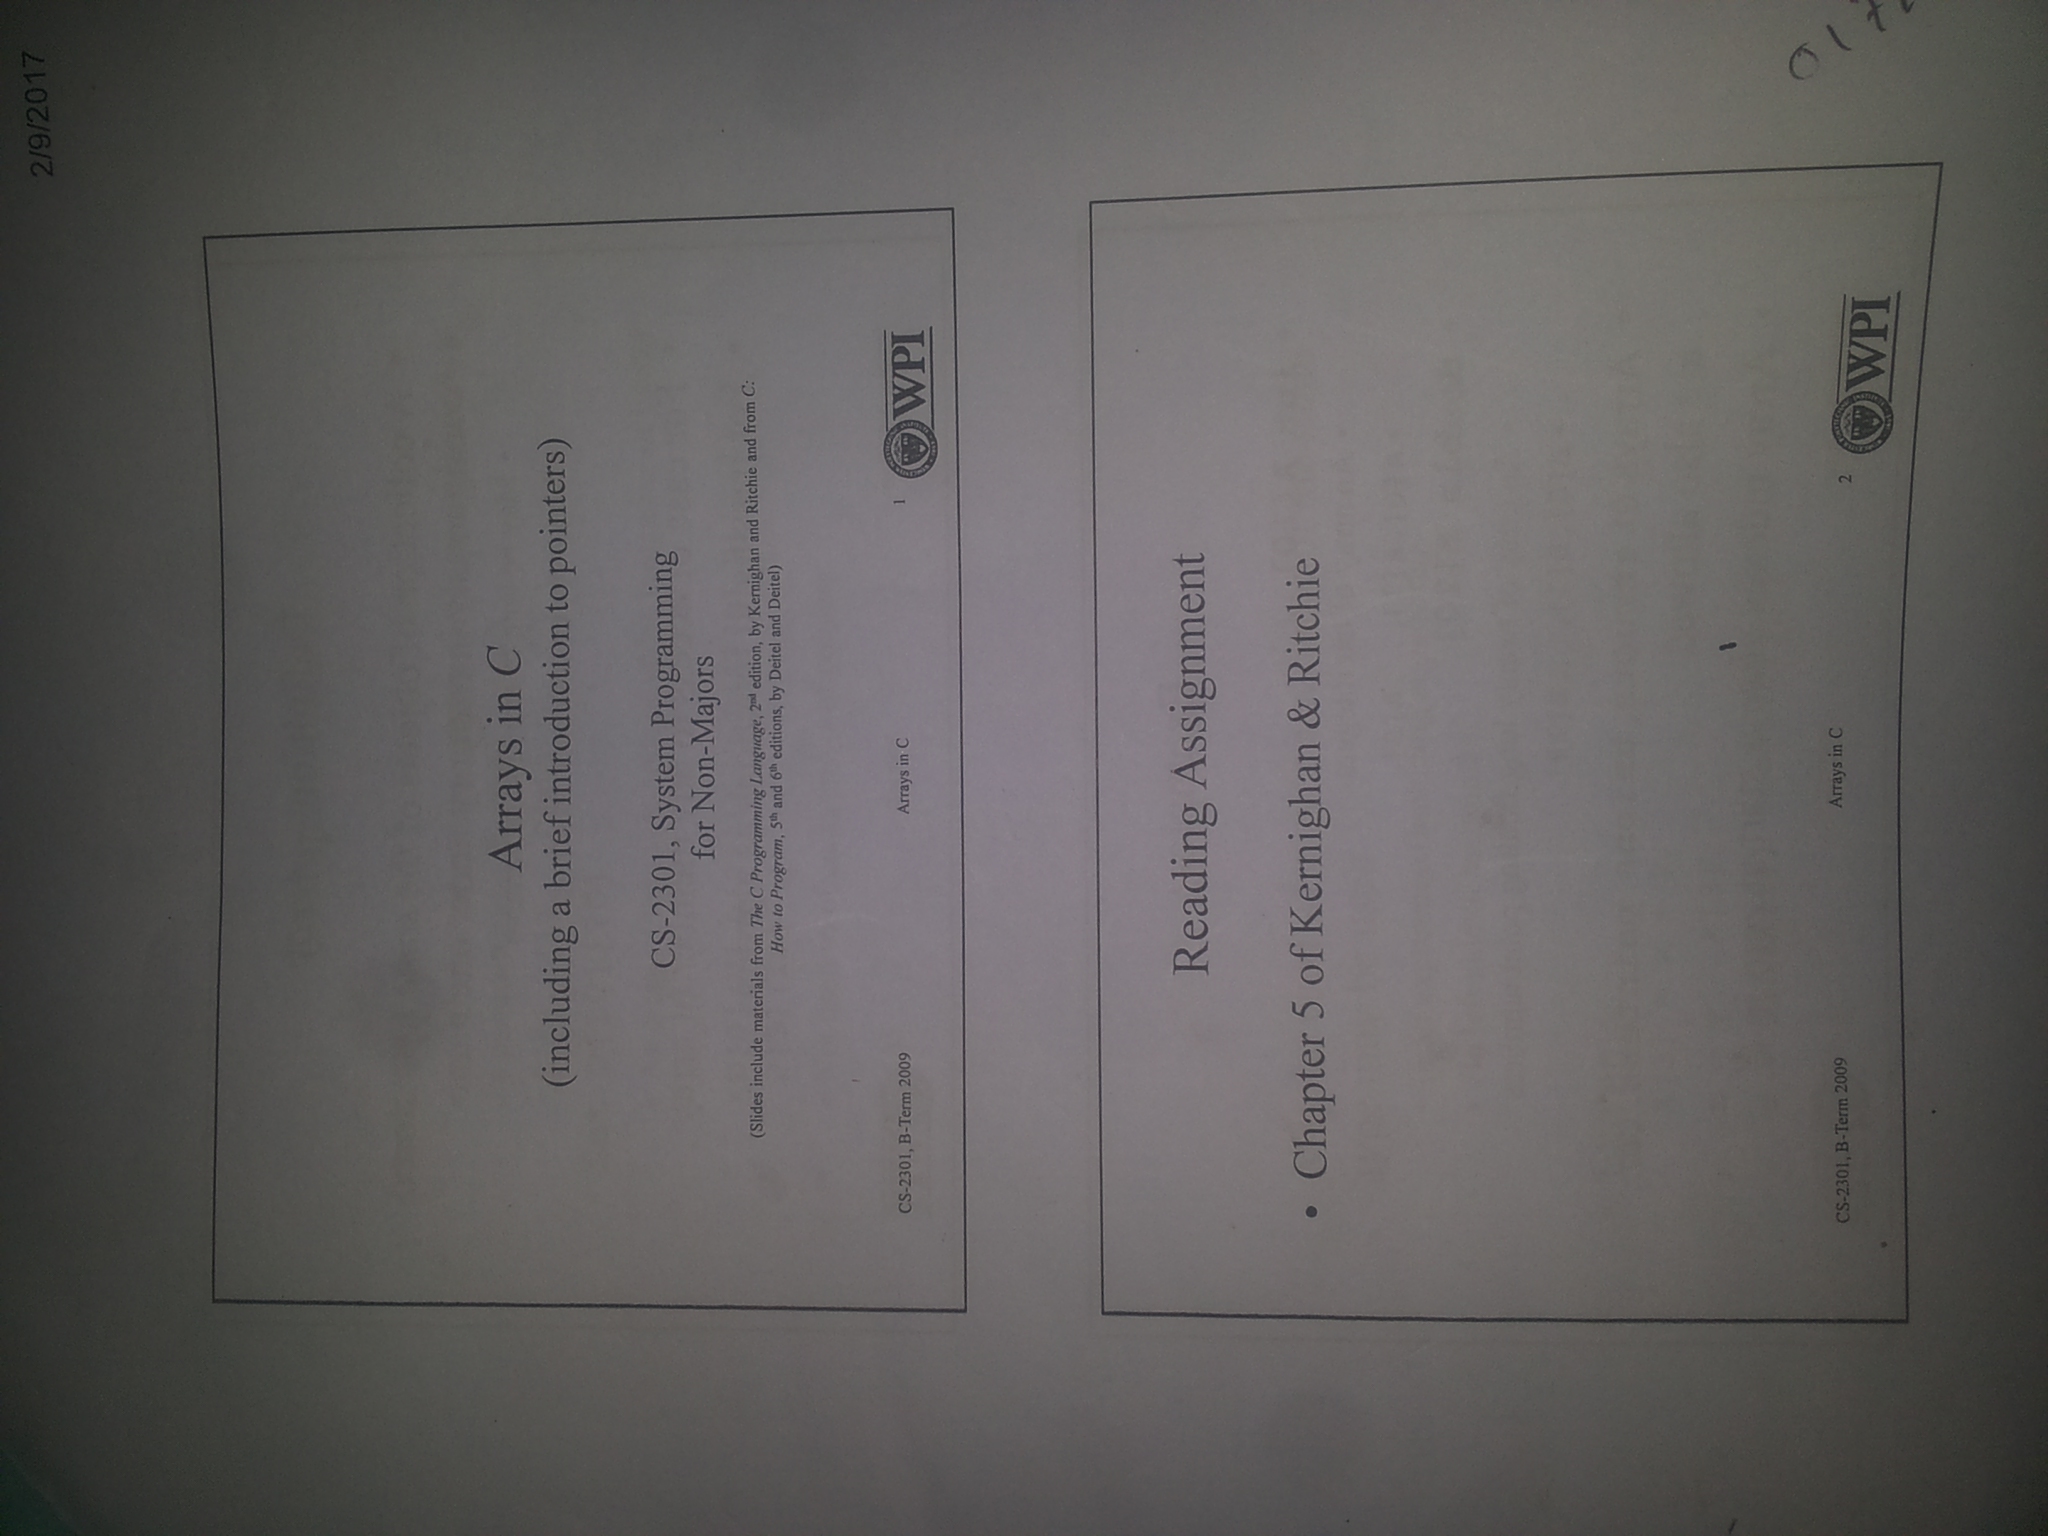 2/9/2017
Arrays in C
(including a brief introduction to pointers)
CS-2301, System Programming
for Non-Majors
(Slides include materials from The C Programming Language, 2nd edition, by Kernighan and Ritchie and from C:
How to Program, 5th and 6th editions, by Deitel and Deitel)
CS-2301, B-Term 2009
Arrays in C
1
WPI
Reading Assignment
• Chapter 5 of Kernighan & Ritchie
CS-2301, B-Term 2009
Arrays in C
2
WPI